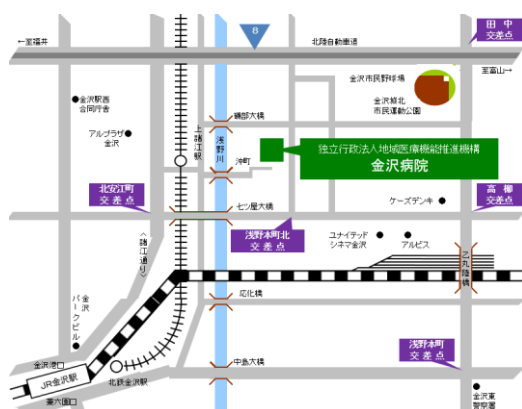 田中
交差点
8
←至福井
北陸自動車道
至富山→
金沢市民野球場
金沢城北
市民運動公園
金沢駅西
合同庁舎
アルプラザ
金沢
上諸江駅
浅野川
磯部大橋
沖町
独立行政法人地域医療機能推進機構
金沢病院
北安江町
交差点
七ツ屋大橋
浅野本町北
交差点
ケーズデンキ
高柳
交差点
ユナイテッド
シネマ金沢
アルビス
乙丸陸橋
(諸江通り)
応化橋
金沢
パークビル
浅野本町
交差点
金沢港口
JR金沢駅
兼六園口
北鉄金沢駅
中島大橋
金沢東
警察署